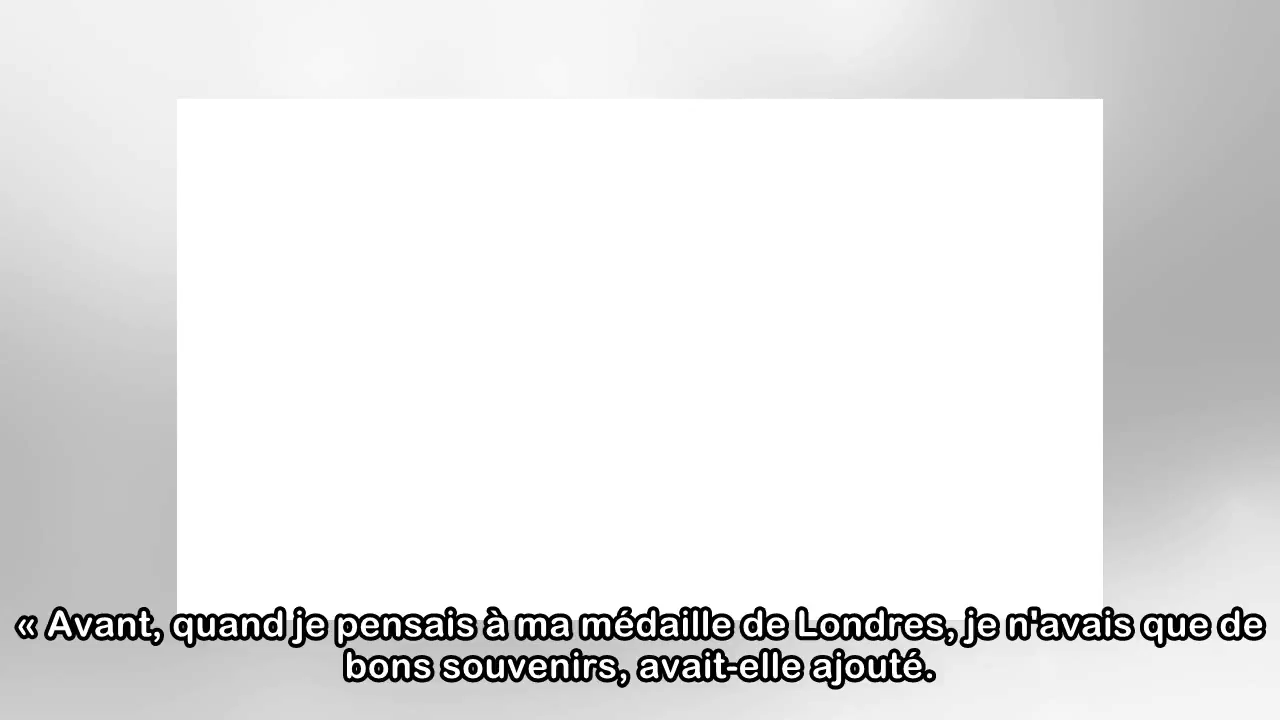 « Avant, quand je pensais à ma médaille de Londres, je n'avais que de
bons souvenirs, avait-elle ajouté.